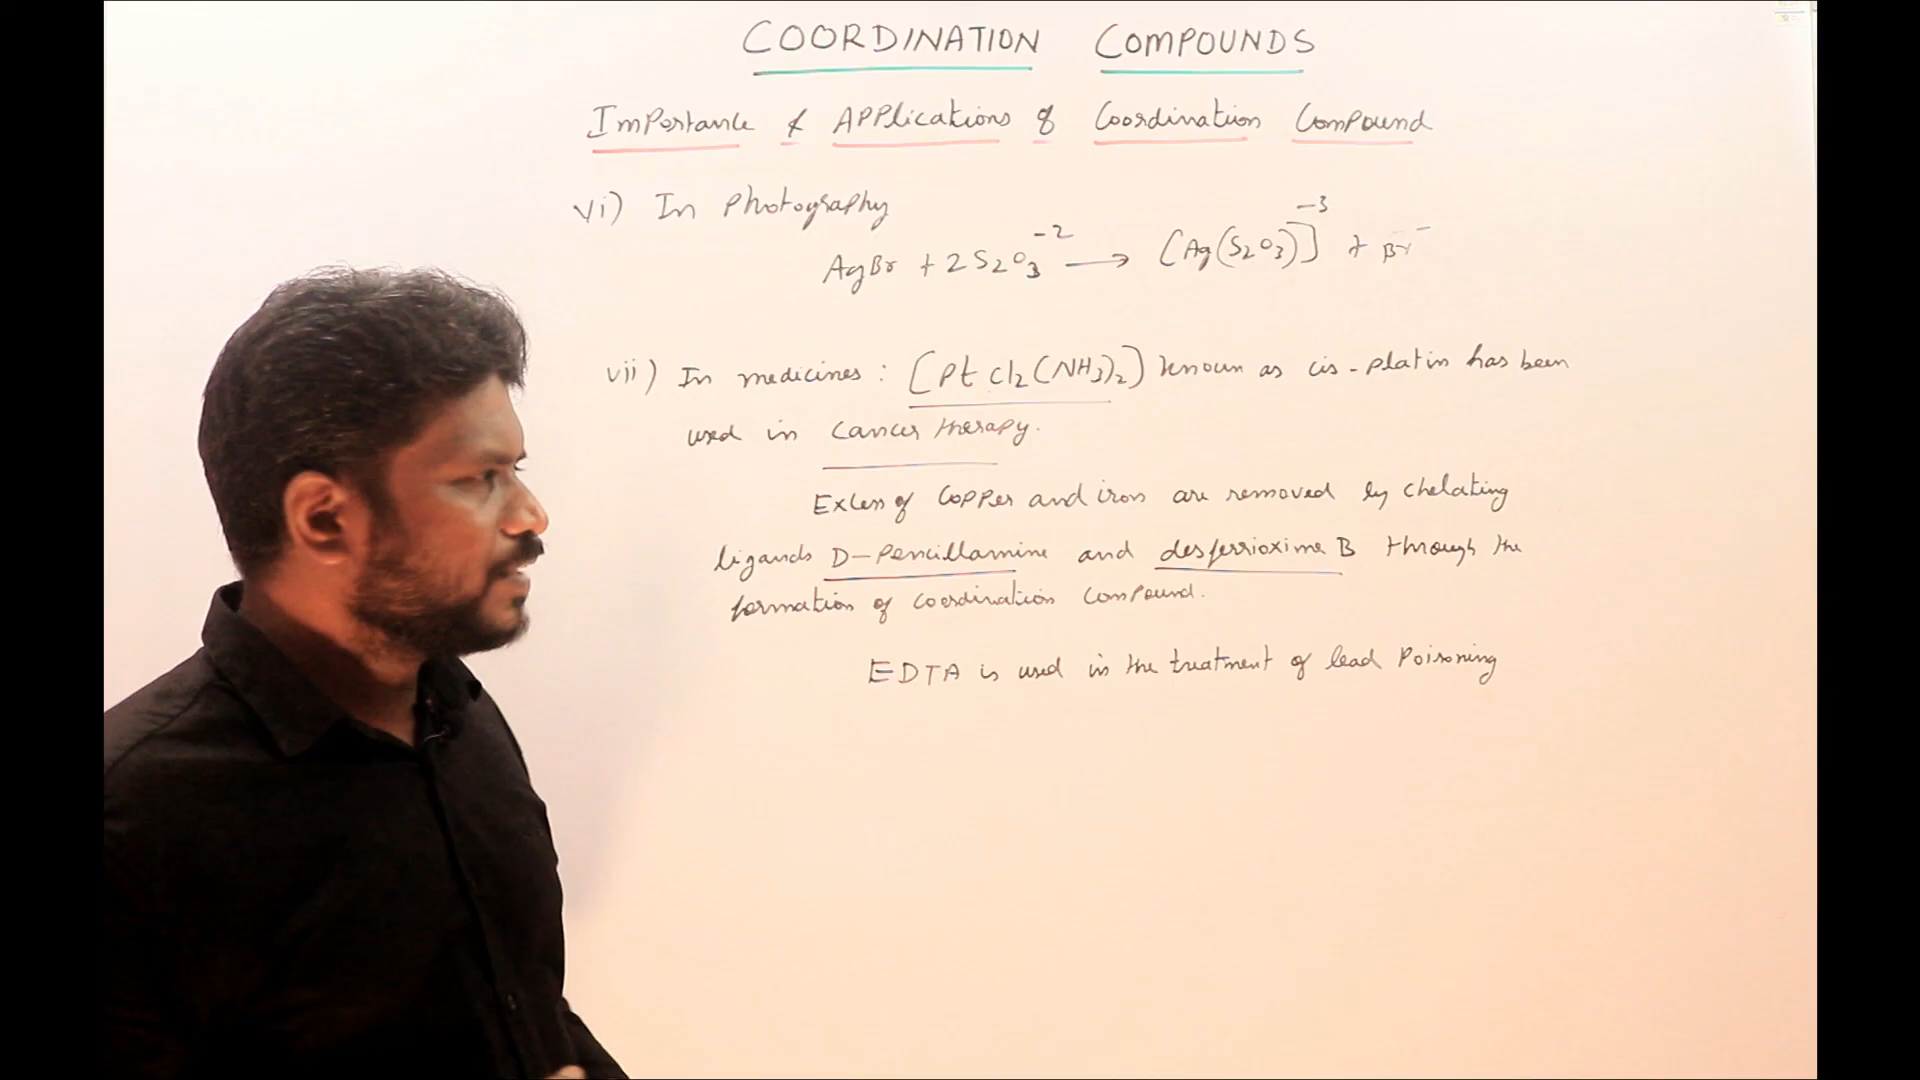 COORDINATION COMPOUNDS
Importance & Applications of Coordination Compound
vi) In Photography
AgBr + 2S₂O₃⁻² → [Ag(S₂O₃)]⁻³ + Br⁻
vii) In medicines : [Pt Cl₂(NH₃)₂] known as cis-platin has been
used in cancer therapy.
Excess of Copper and iron are removed by chelating
ligands D-Pencillamine and desferrioxime B through the
formation of coordination compound.
EDTA is used in the treatment of lead Poisoning